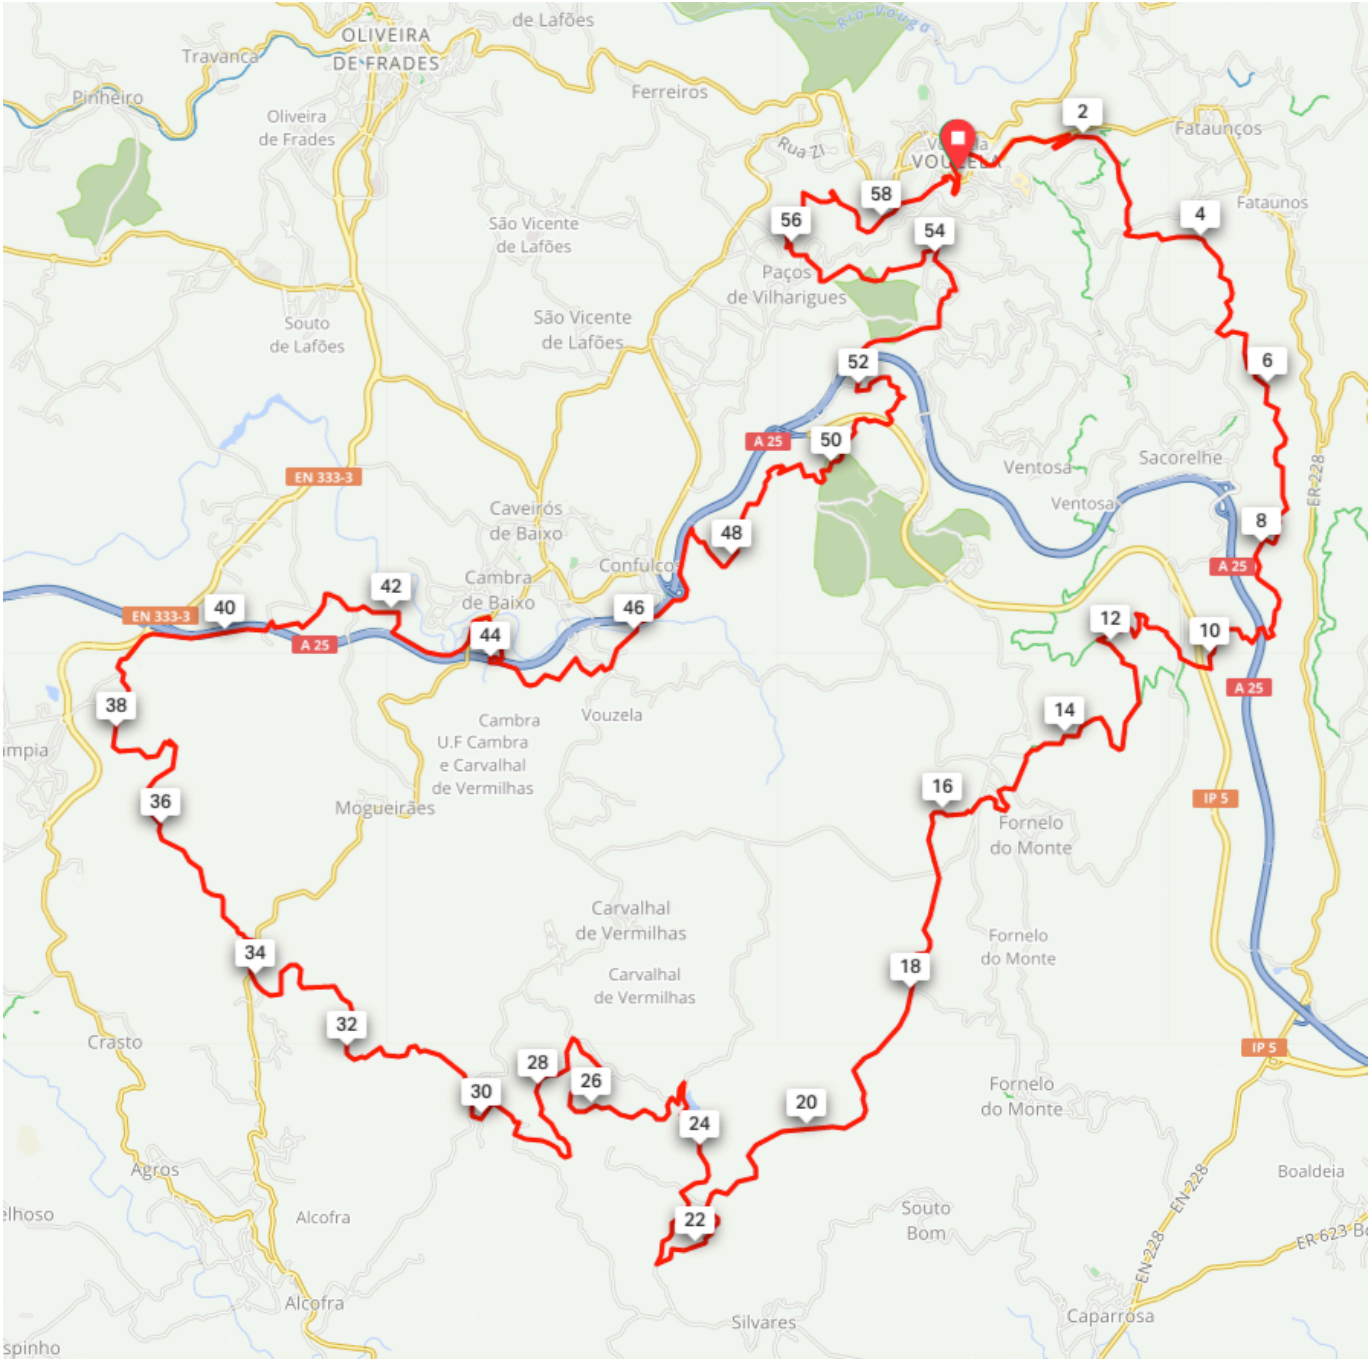 de Lafões
Rio Vouga
OLIVEIRA
DE FRADES
Travanca
Pinheiro
Ferreiros
Oliveira
de Frades
2
Fataunços
Rua
VOUZELA
58
Fataunos
São Vicente
de Lafões
56
4
54
Paços
de Vilharigues
Souto
de Lafões
São Vicente
de Lafões
52
6
A 25
50
Sacorelhe
Ventosa
EN 333-3
ER-228
Ventosa
Caveirós
de Baixo
48
8
Confulcos
A 25
Cambra
de Baixo
42
EN 333-3
40
46
12
10
44
A 25
A 25
38
Vouzela
14
Cambra
U.F Cambra
e Carvalhal
de Vermilhas
mpia
16
IP 5
36
Mogueirães
Fornelo
do Monte
Carvalhal
de Vermilhas
Fornelo
do Monte
34
18
Carvalhal
de Vermilhas
32
Crasto
IP 5
28
26
30
20
Fornelo
do Monte
24
Agros
Boaldeia
EN-228
elhoso
Alcofra
22
Souto
Bom
ER 623
EN-228
Alcofra
Silvares
Caparrosa
spinho